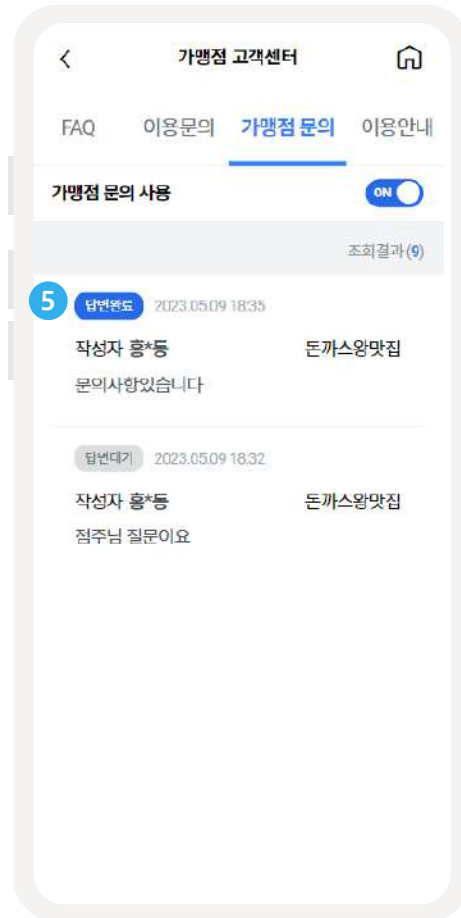 가맹점 고객센터
FAQ 이용문의 가맹점 문의 이용안내
가맹점 문의 사용 ON
조회결과(9)
5 답변완료 2023.05.09 18:35
작성자 홍*동 돈까스왕맛집
문의사항있습니다
답변대기 2023.05.09 18:32
작성자 홍*동 돈까스왕맛집
점주님 질문이요